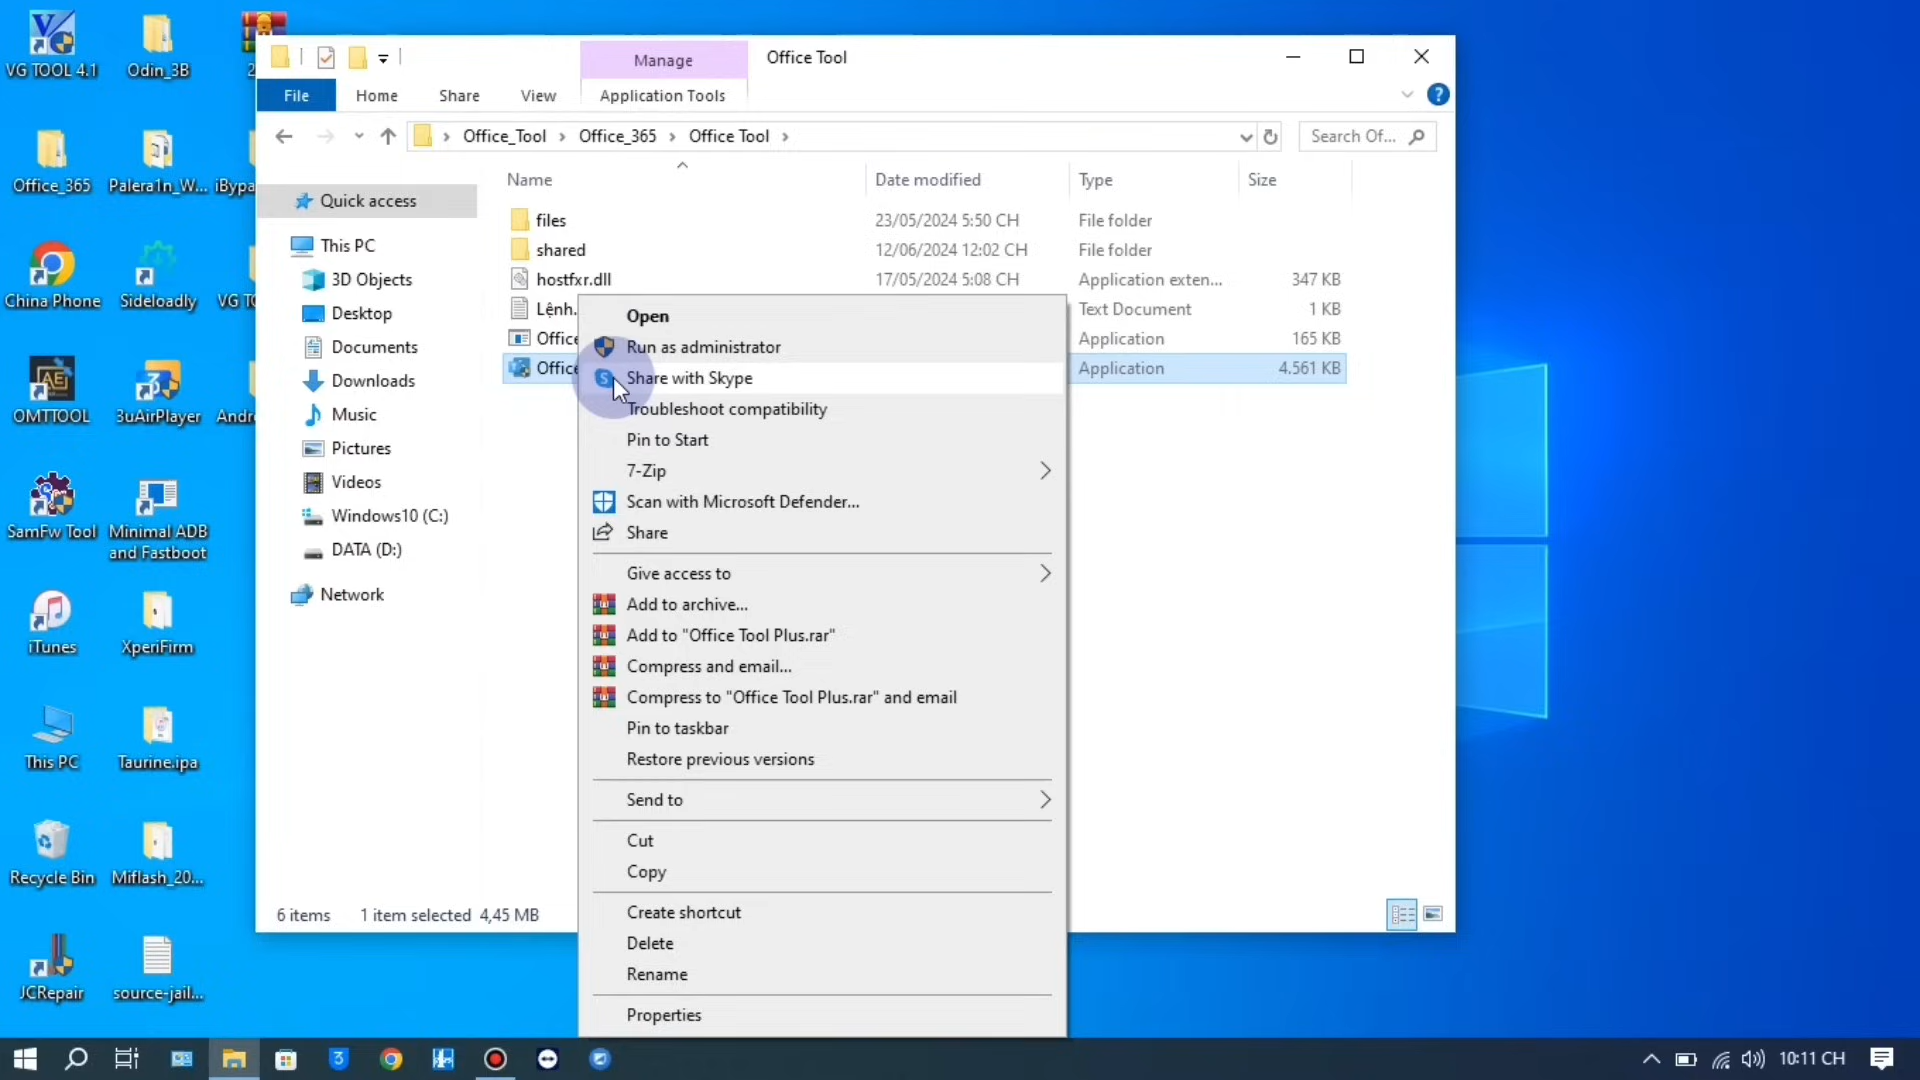 VG TOOL 4.1
Odin_3B
Office_365
Palera1n_W...
China Phone
Sideloadly
OMTTOOL
3uAirPlayer
SamFw Tool
Minimal ADB
and Fastboot
iTunes
XperiFirm
This PC
Taurine.ipa
Recycle Bin
Miflash_20...
JCRepair
source-jail...
Manage
Office Tool
File
Home
Share
View
Application Tools
Office_Tool
Office_365
Office Tool
Search Of...
Name
Date modified
Type
Size
files
23/05/2024 5:50 CH
File folder
shared
12/06/2024 12:02 CH
File folder
hostfxr.dll
17/05/2024 5:08 CH
Application exten...
347 KB
Lệnh.
Text Document
1 KB
Office
Application
165 KB
Office
Application
4.561 KB
Quick access
This PC
3D Objects
Desktop
Documents
Downloads
Music
Pictures
Videos
Windows10 (C:)
DATA (D:)
Network
Open
Run as administrator
Share with Skype
Troubleshoot compatibility
Pin to Start
7-Zip
Scan with Microsoft Defender...
Share
Give access to
Add to archive...
Add to "Office Tool Plus.rar"
Compress and email...
Compress to "Office Tool Plus.rar" and email
Pin to taskbar
Restore previous versions
Send to
Cut
Copy
Create shortcut
Delete
Rename
Properties
6 items
1 item selected 4,45 MB
10:11 CH